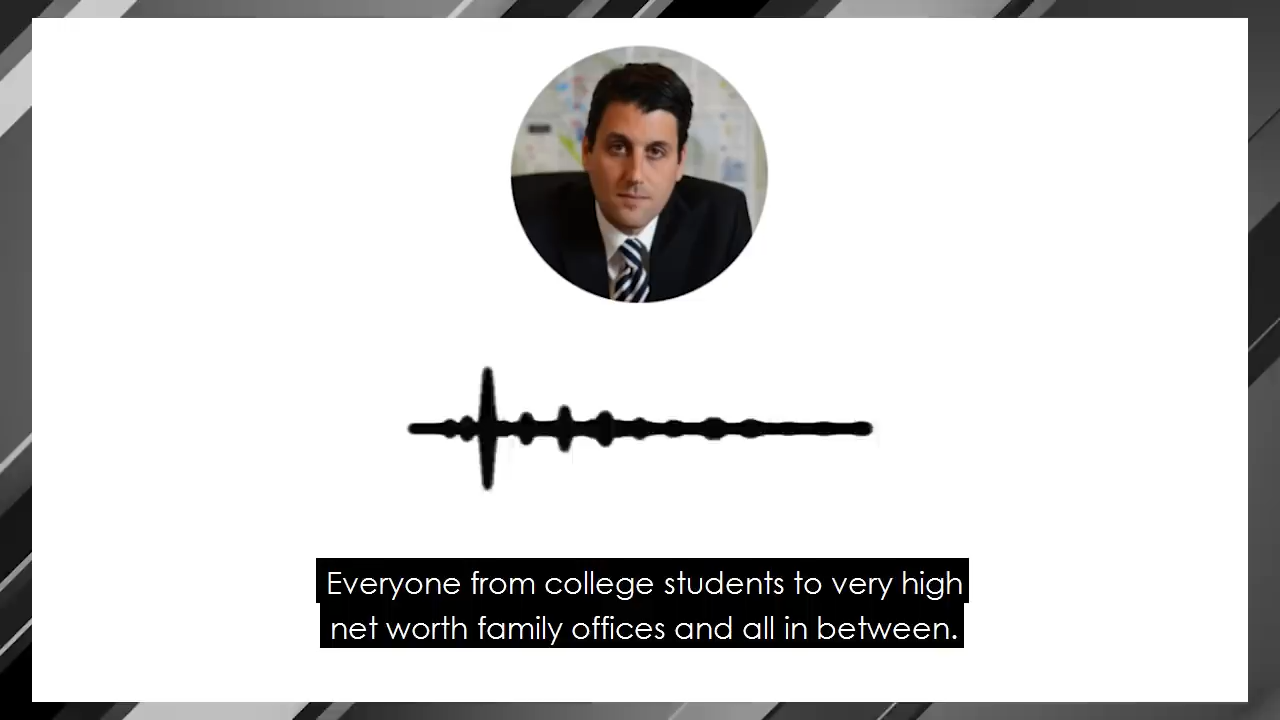 Everyone from college students to very high
net worth family offices and all in between.